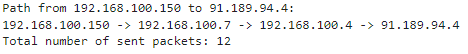 Path from 192.168.100.150 to 91.189.94.4:
192.168.100.150 -> 192.168.100.7 -> 192.168.100.4 -> 91.189.94.4
Total number of sent packets: 12